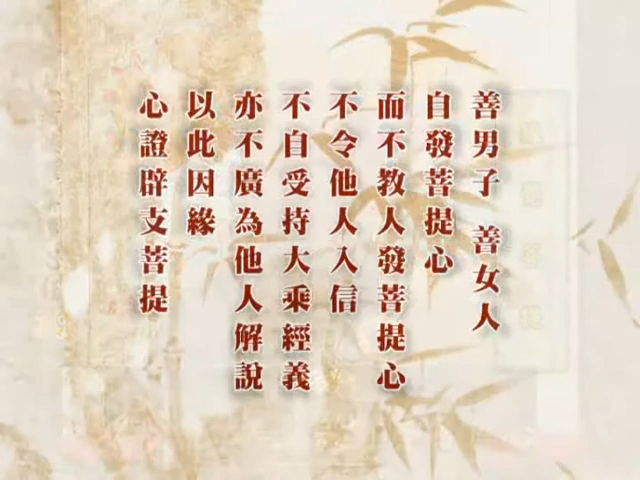 善男子 善女人
自發菩提心
而不教人發菩提心
不令他人入信
不自受持大乘經義
亦不廣為他人解說
以此因緣
心證辟支菩提